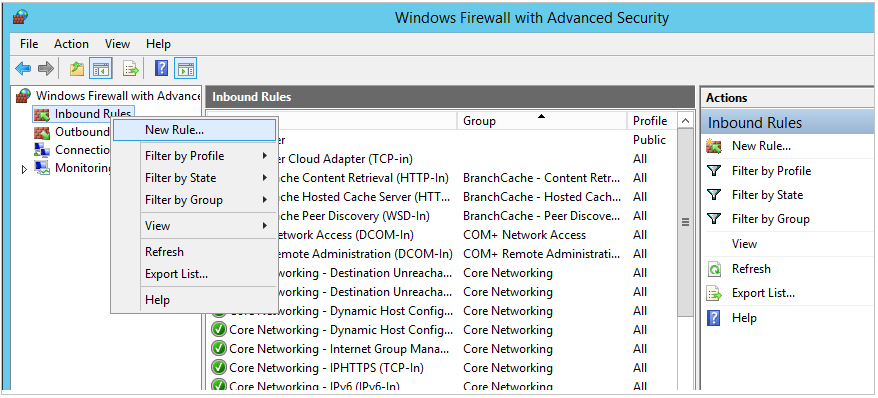 Windows Firewall with Advanced Security
File Action View Help
Windows Firewall with Advance
Inbound Rules
Outbound
Connection
Monitoring
New Rule...
Filter by Profile
Filter by State
Filter by Group
View
Refresh
Export List...
Help
Inbound Rules
Group Profile
er Public
er Cloud Adapter (TCP-in) All
che Content Retrieval (HTTP-In) BranchCache - Content Retr... All
che Hosted Cache Server (HTT... BranchCache - Hosted Cach... All
che Peer Discovery (WSD-In) BranchCache - Peer Discove... All
Network Access (DCOM-In) COM+ Network Access All
Remote Administration (DCOM-In) COM+ Remote Administrati... All
Networking - Destination Unreacha... Core Networking All
Networking - Destination Unreacha... Core Networking All
Networking - Dynamic Host Config... Core Networking All
Core Networking - Dynamic Host Config... Core Networking All
Core Networking - Internet Group Mana... Core Networking All
Core Networking - IPHTTPS (TCP-In) Core Networking All
Core Networking - IPv6 (IPv6-In) Core Networking All
Actions
Inbound Rules
New Rule...
Filter by Profile
Filter by State
Filter by Group
View
Refresh
Export List...
Help